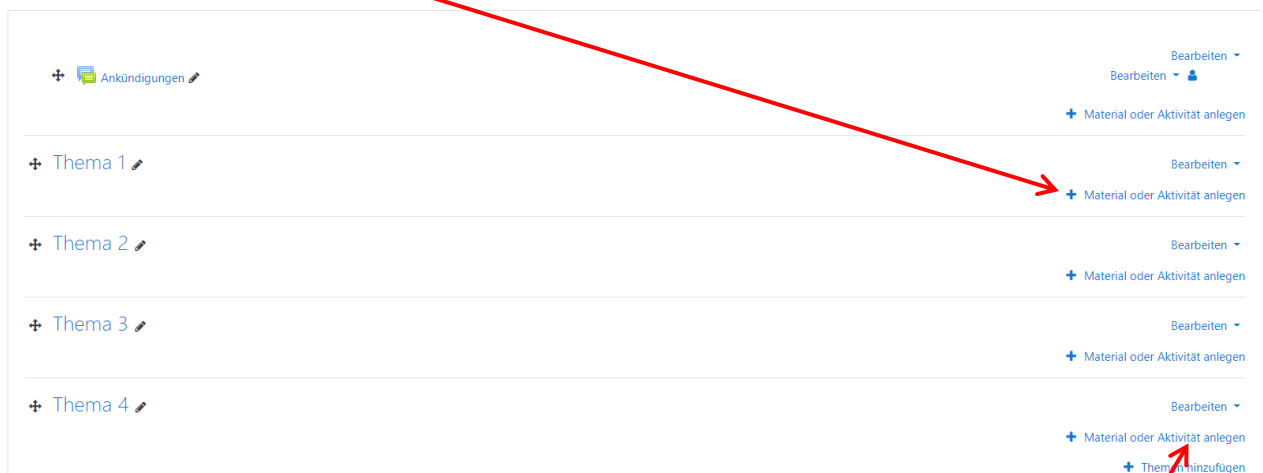 Bearbeiten
Ankündigungen
Bearbeiten
Material oder Aktivität anlegen
Thema 1
Bearbeiten
Material oder Aktivität anlegen
Thema 2
Bearbeiten
Material oder Aktivität anlegen
Thema 3
Bearbeiten
Material oder Aktivität anlegen
Thema 4
Bearbeiten
Material oder Aktivität anlegen
Themen hinzufügen